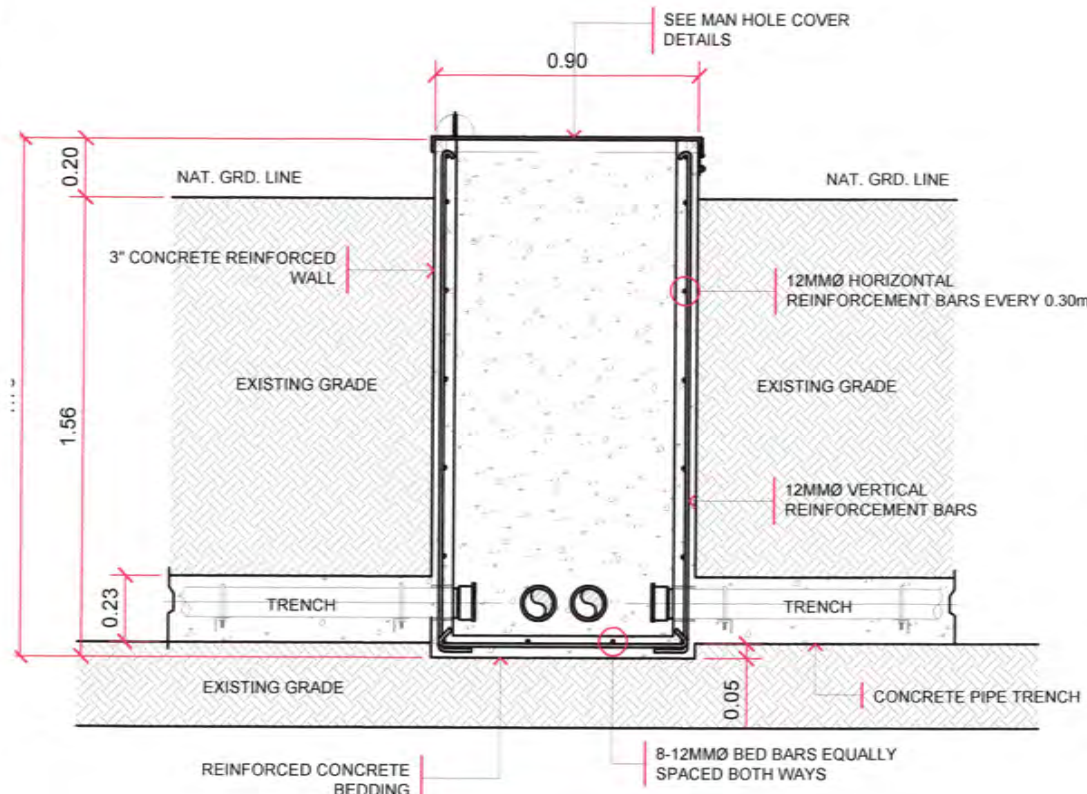 SEE MAN HOLE COVER
DETAILS
0.90
0.20
NAT. GRD. LINE
NAT. GRD. LINE
3" CONCRETE REINFORCED
WALL
12MMØ HORIZONTAL
REINFORCEMENT BARS EVERY 0.30m
EXISTING GRADE
EXISTING GRADE
1.56
12MMØ VERTICAL
REINFORCEMENT BARS
0.23
TRENCH
TRENCH
EXISTING GRADE
0.05
CONCRETE PIPE TRENCH
REINFORCED CONCRETE
BEDDING
8-12MMØ BED BARS EQUALLY
SPACED BOTH WAYS